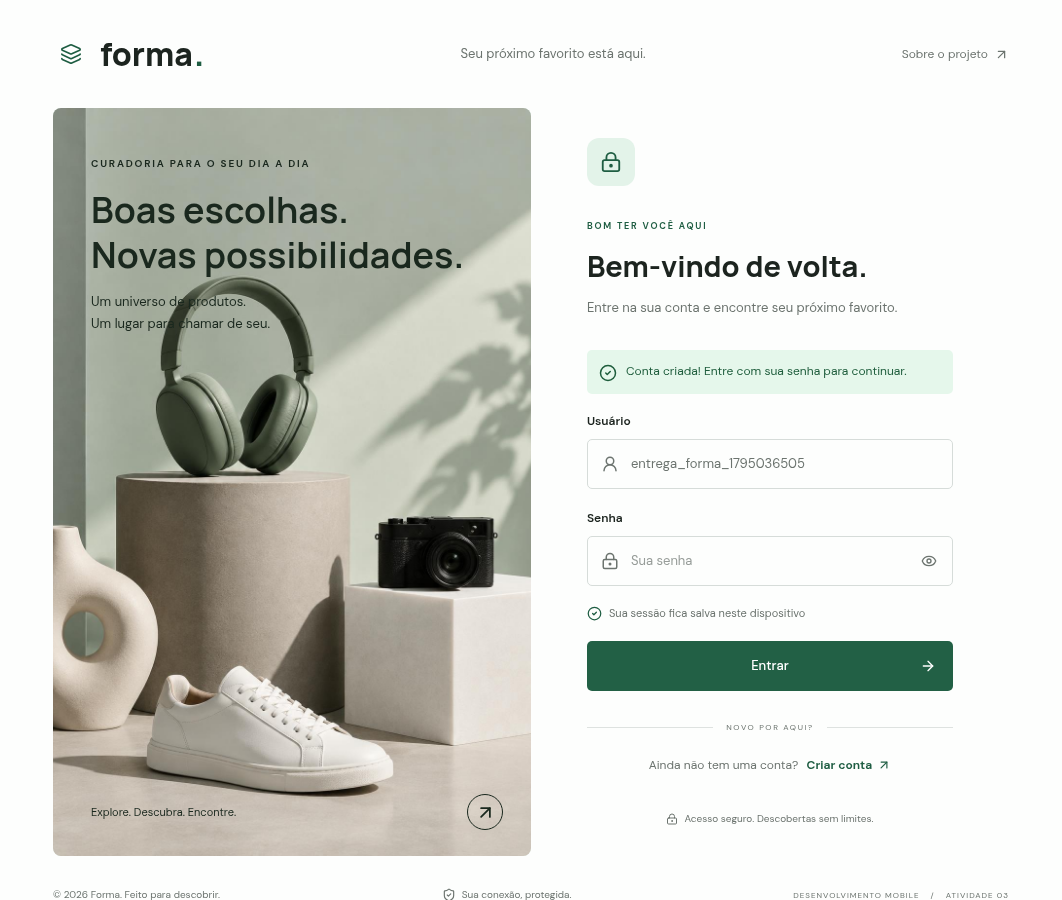 forma.
Seu próximo favorito está aqui.
Sobre o projeto
CURADORIA PARA O SEU DIA A DIA
Boas escolhas.
Novas possibilidades.
Um universo de produtos.
Um lugar para chamar de seu.
Explore. Descubra. Encontre.
BOM TER VOCÊ AQUI
Bem-vindo de volta.
Entre na sua conta e encontre seu próximo favorito.
Conta criada! Entre com sua senha para continuar.
Usuário
entrega_forma_1795036505
Senha
Sua senha
Sua sessão fica salva neste dispositivo
Entrar
NOVO POR AQUI?
Ainda não tem uma conta? Criar conta
Acesso seguro. Descobertas sem limites.
© 2026 Forma. Feito para descobrir.
Sua conexão, protegida.
DESENVOLVIMENTO MOBILE / ATIVIDADE 03